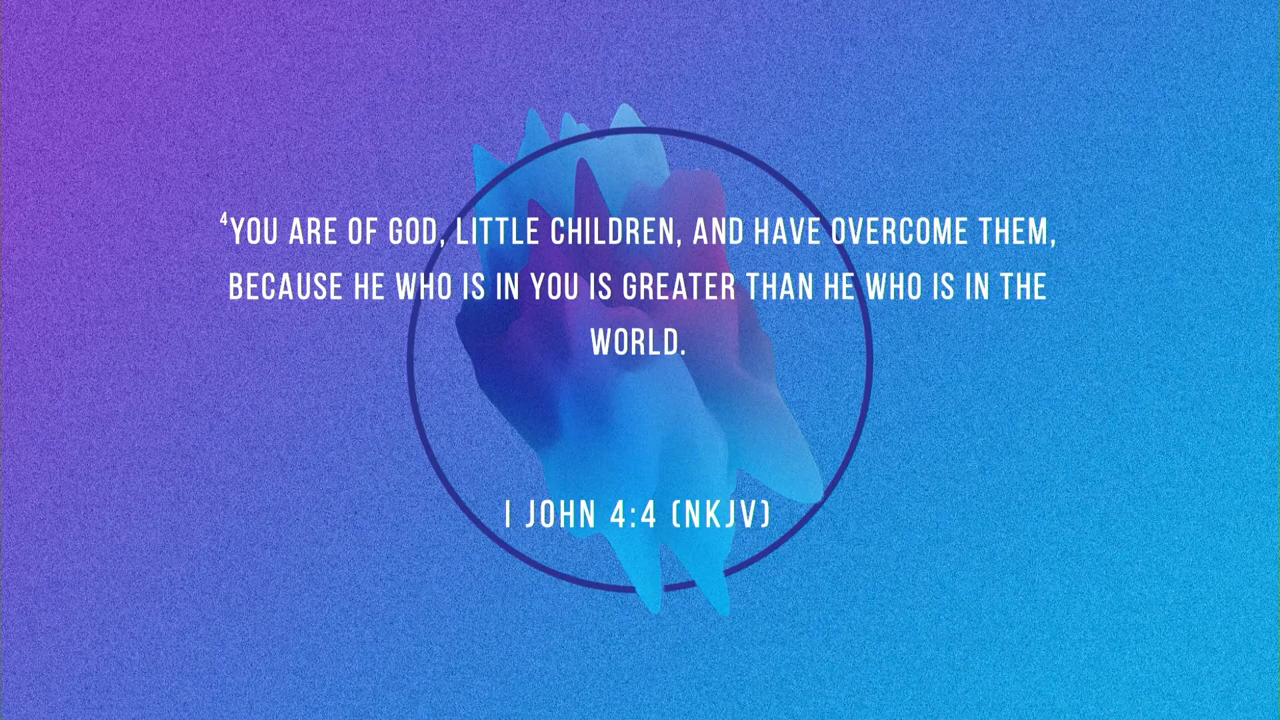 ⁴YOU ARE OF GOD, LITTLE CHILDREN, AND HAVE OVERCOME THEM,
BECAUSE HE WHO IS IN YOU IS GREATER THAN HE WHO IS IN THE
WORLD.
I JOHN 4:4 (NKJV)